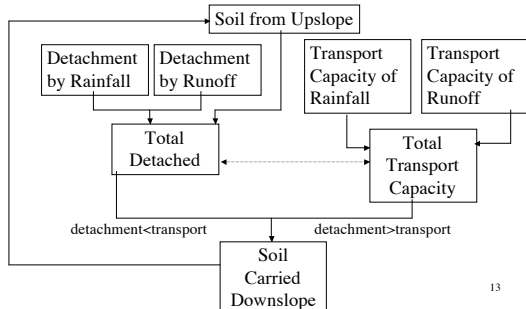 Soil from Upslope
Detachment
by Rainfall
Detachment
by Runoff
Transport
Capacity of
Rainfall
Transport
Capacity of
Runoff
Total
Detached
Total
Transport
Capacity
detachment<transport
detachment>transport
Soil
Carried
Downslope
13